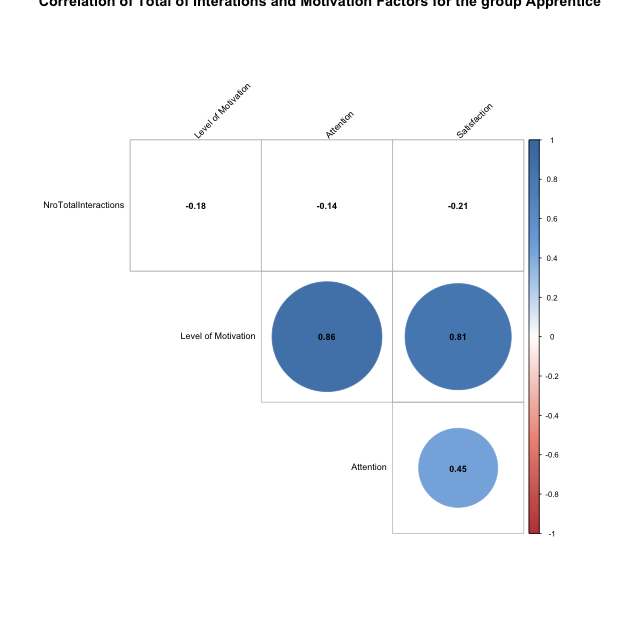 Correlation of Total of Interations and Motivation Factors for the group Apprentice
Level of Motivation
Attention
Satisfaction
NroTotalInteractions
-0.18
-0.14
-0.21
Level of Motivation
0.86
0.81
Attention
0.45
1
0.8
0.6
0.4
0.2
0
-0.2
-0.4
-0.6
-0.8
-1